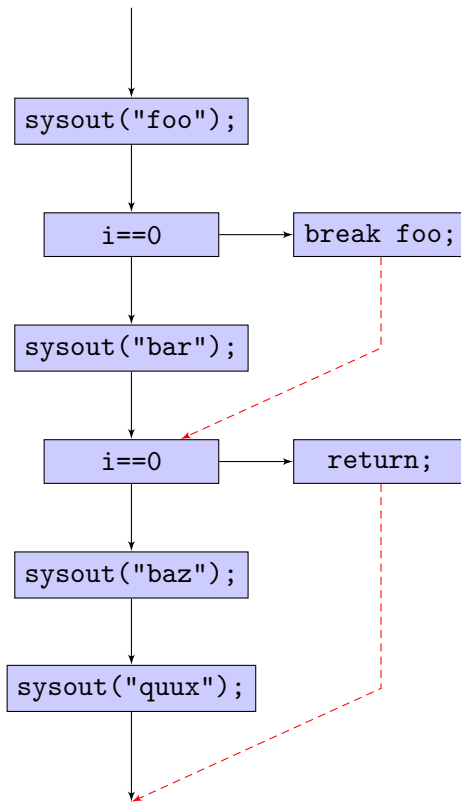 sysout("foo");
i==0
break foo;
sysout("bar");
i==0
return;
sysout("baz");
sysout("quux");